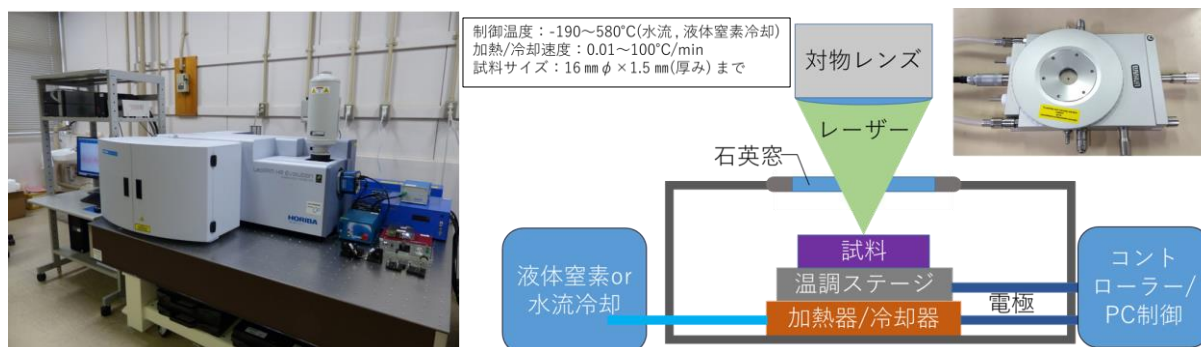 制御温度：-190～580°C(水流，液体窒素冷却)
加熱/冷却速度：0.01～100°C/min
試料サイズ：16 mm φ ×1.5 mm(厚み) まで
対物レンズ
レーザー
石英窓
試料
温調ステージ
加熱器/冷却器
液体窒素or
水流冷却
電極
コント
ローラー/
PC制御
HORIBA